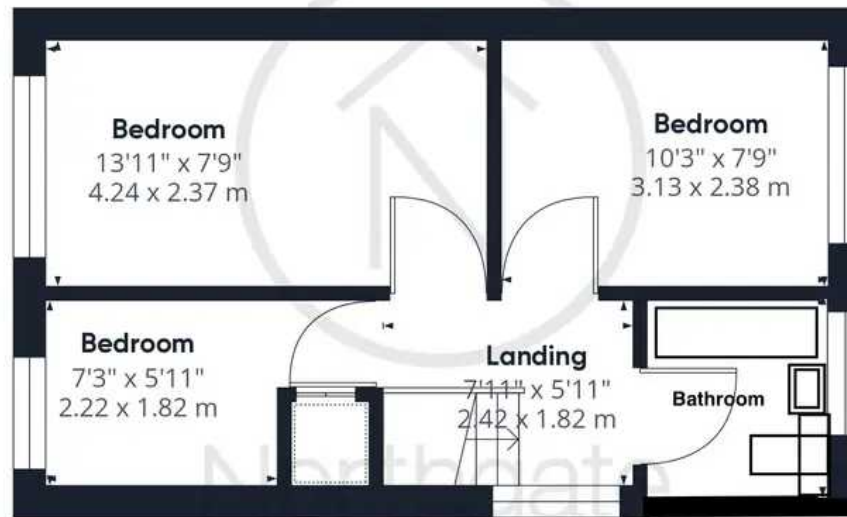 Bedroom
13'11" x 7'9"
4.24 x 2.37 m
Bedroom
10'3" x 7'9"
3.13 x 2.38 m
Bedroom
7'3" x 5'11"
2.22 x 1.82 m
Landing
7'11" x 5'11"
2.42 x 1.82 m
Bathroom
Northgate